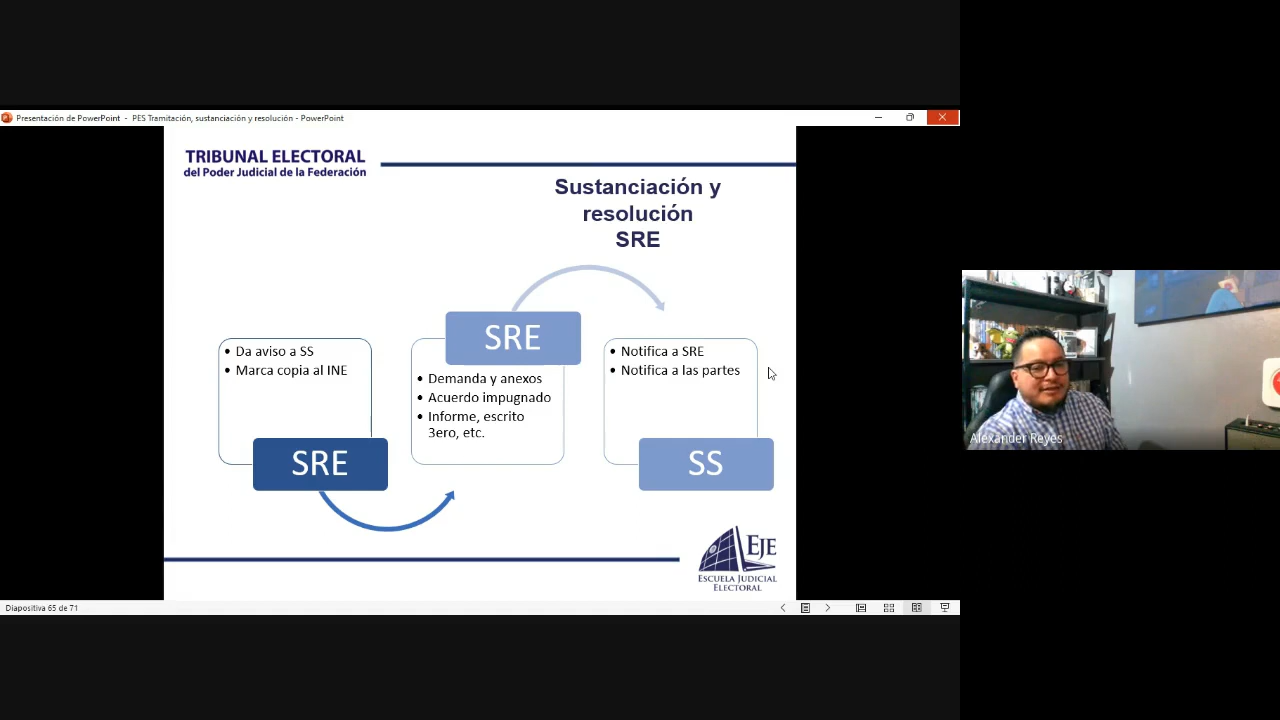 Presentación de PowerPoint - PES Tramitación, sustanciación y resolución - PowerPoint
TRIBUNAL ELECTORAL
del Poder Judicial de la Federación
Sustanciación y
resolución
SRE
• Da aviso a SS
• Marca copia al INE
SRE
SRE
• Demanda y anexos
• Acuerdo impugnado
• Informe, escrito
3ero, etc.
• Notifica a SRE
• Notifica a las partes
SS
EJE
ESCUELA JUDICIAL
ELECTORAL
Diapositiva 65 de 71
Alexander Reyes